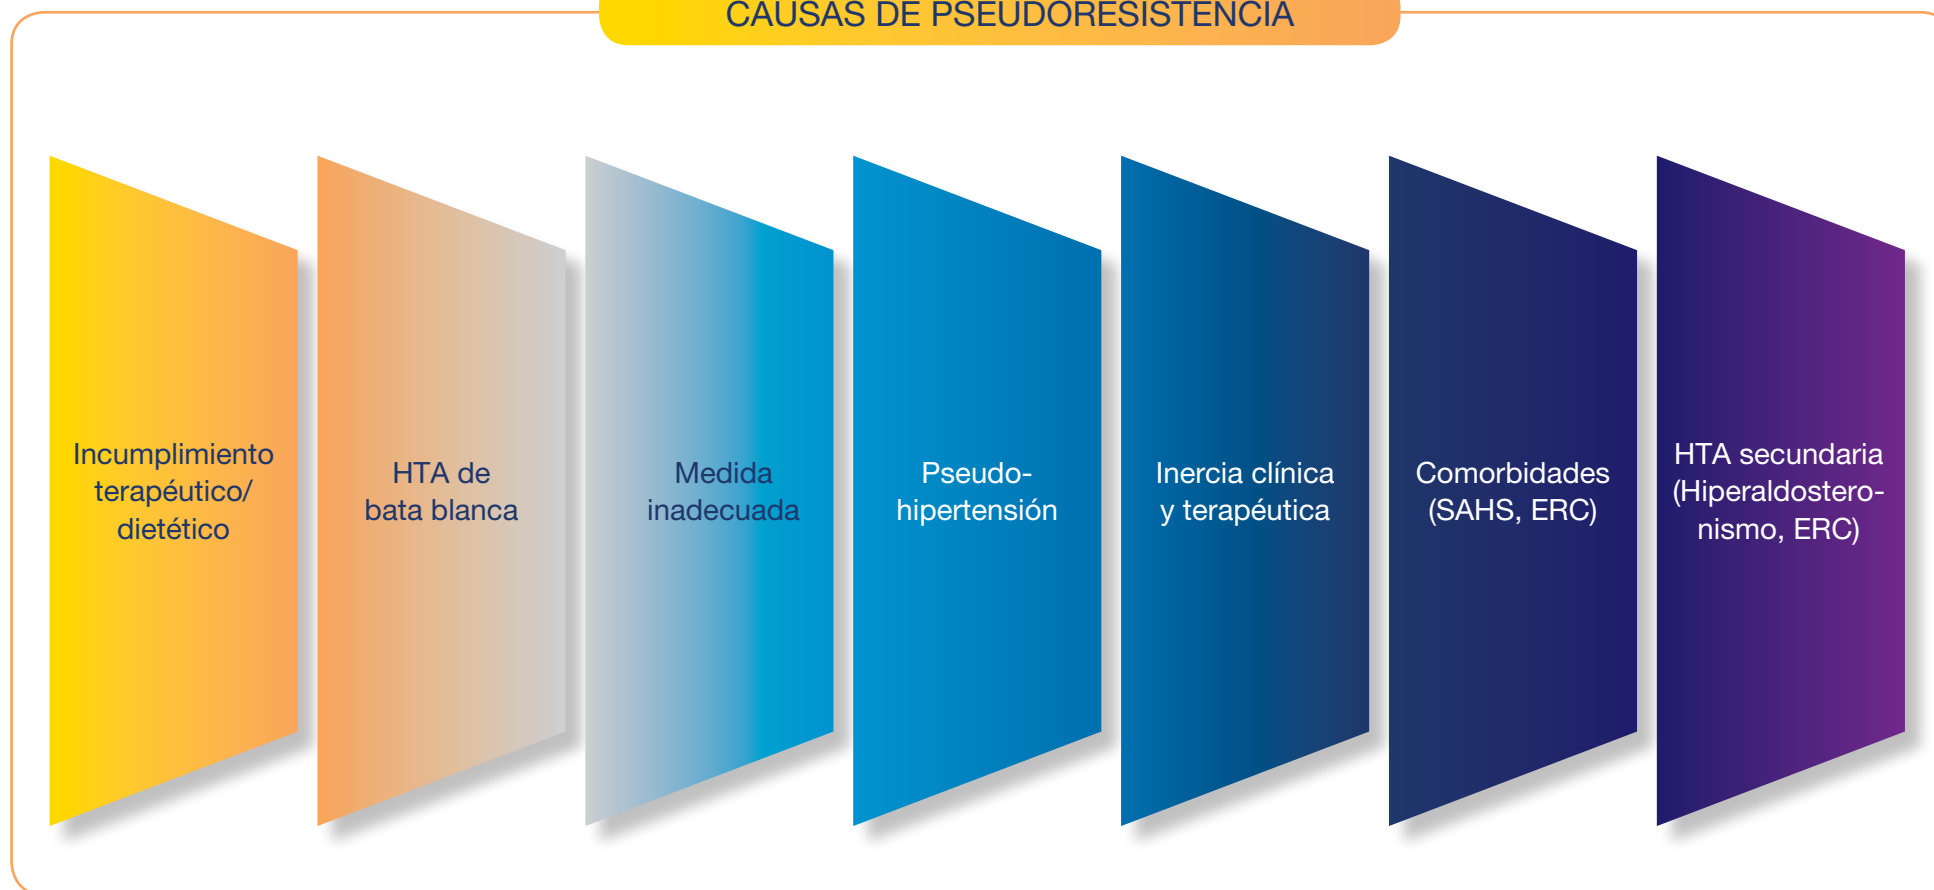 CAUSAS DE PSEUDORESISTENCIA
Incumplimiento
terapéutico/
dietético
HTA de
bata blanca
Medida
inadecuada
Pseudo-
hipertensión
Inercia clínica
y terapéutica
Comorbidades
(SAHS, ERC)
HTA secundaria
(Hiperaldostero-
nismo, ERC)